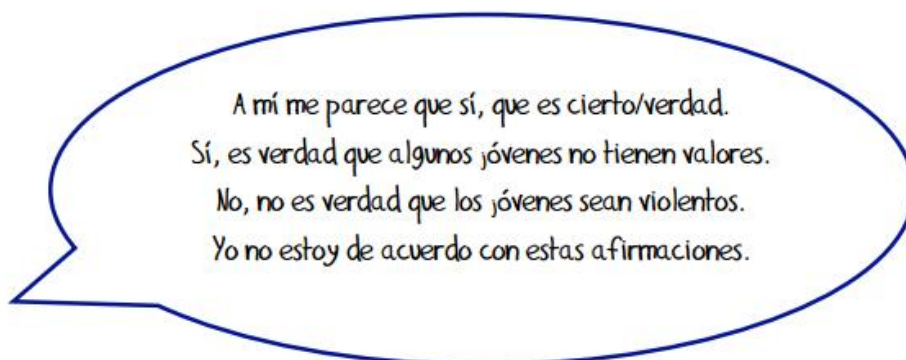 A mí me parece que sí, que es cierto/verdad.
Sí, es verdad que algunos jóvenes no tienen valores.
No, no es verdad que los jóvenes sean violentos.
Yo no estoy de acuerdo con estas afirmaciones.